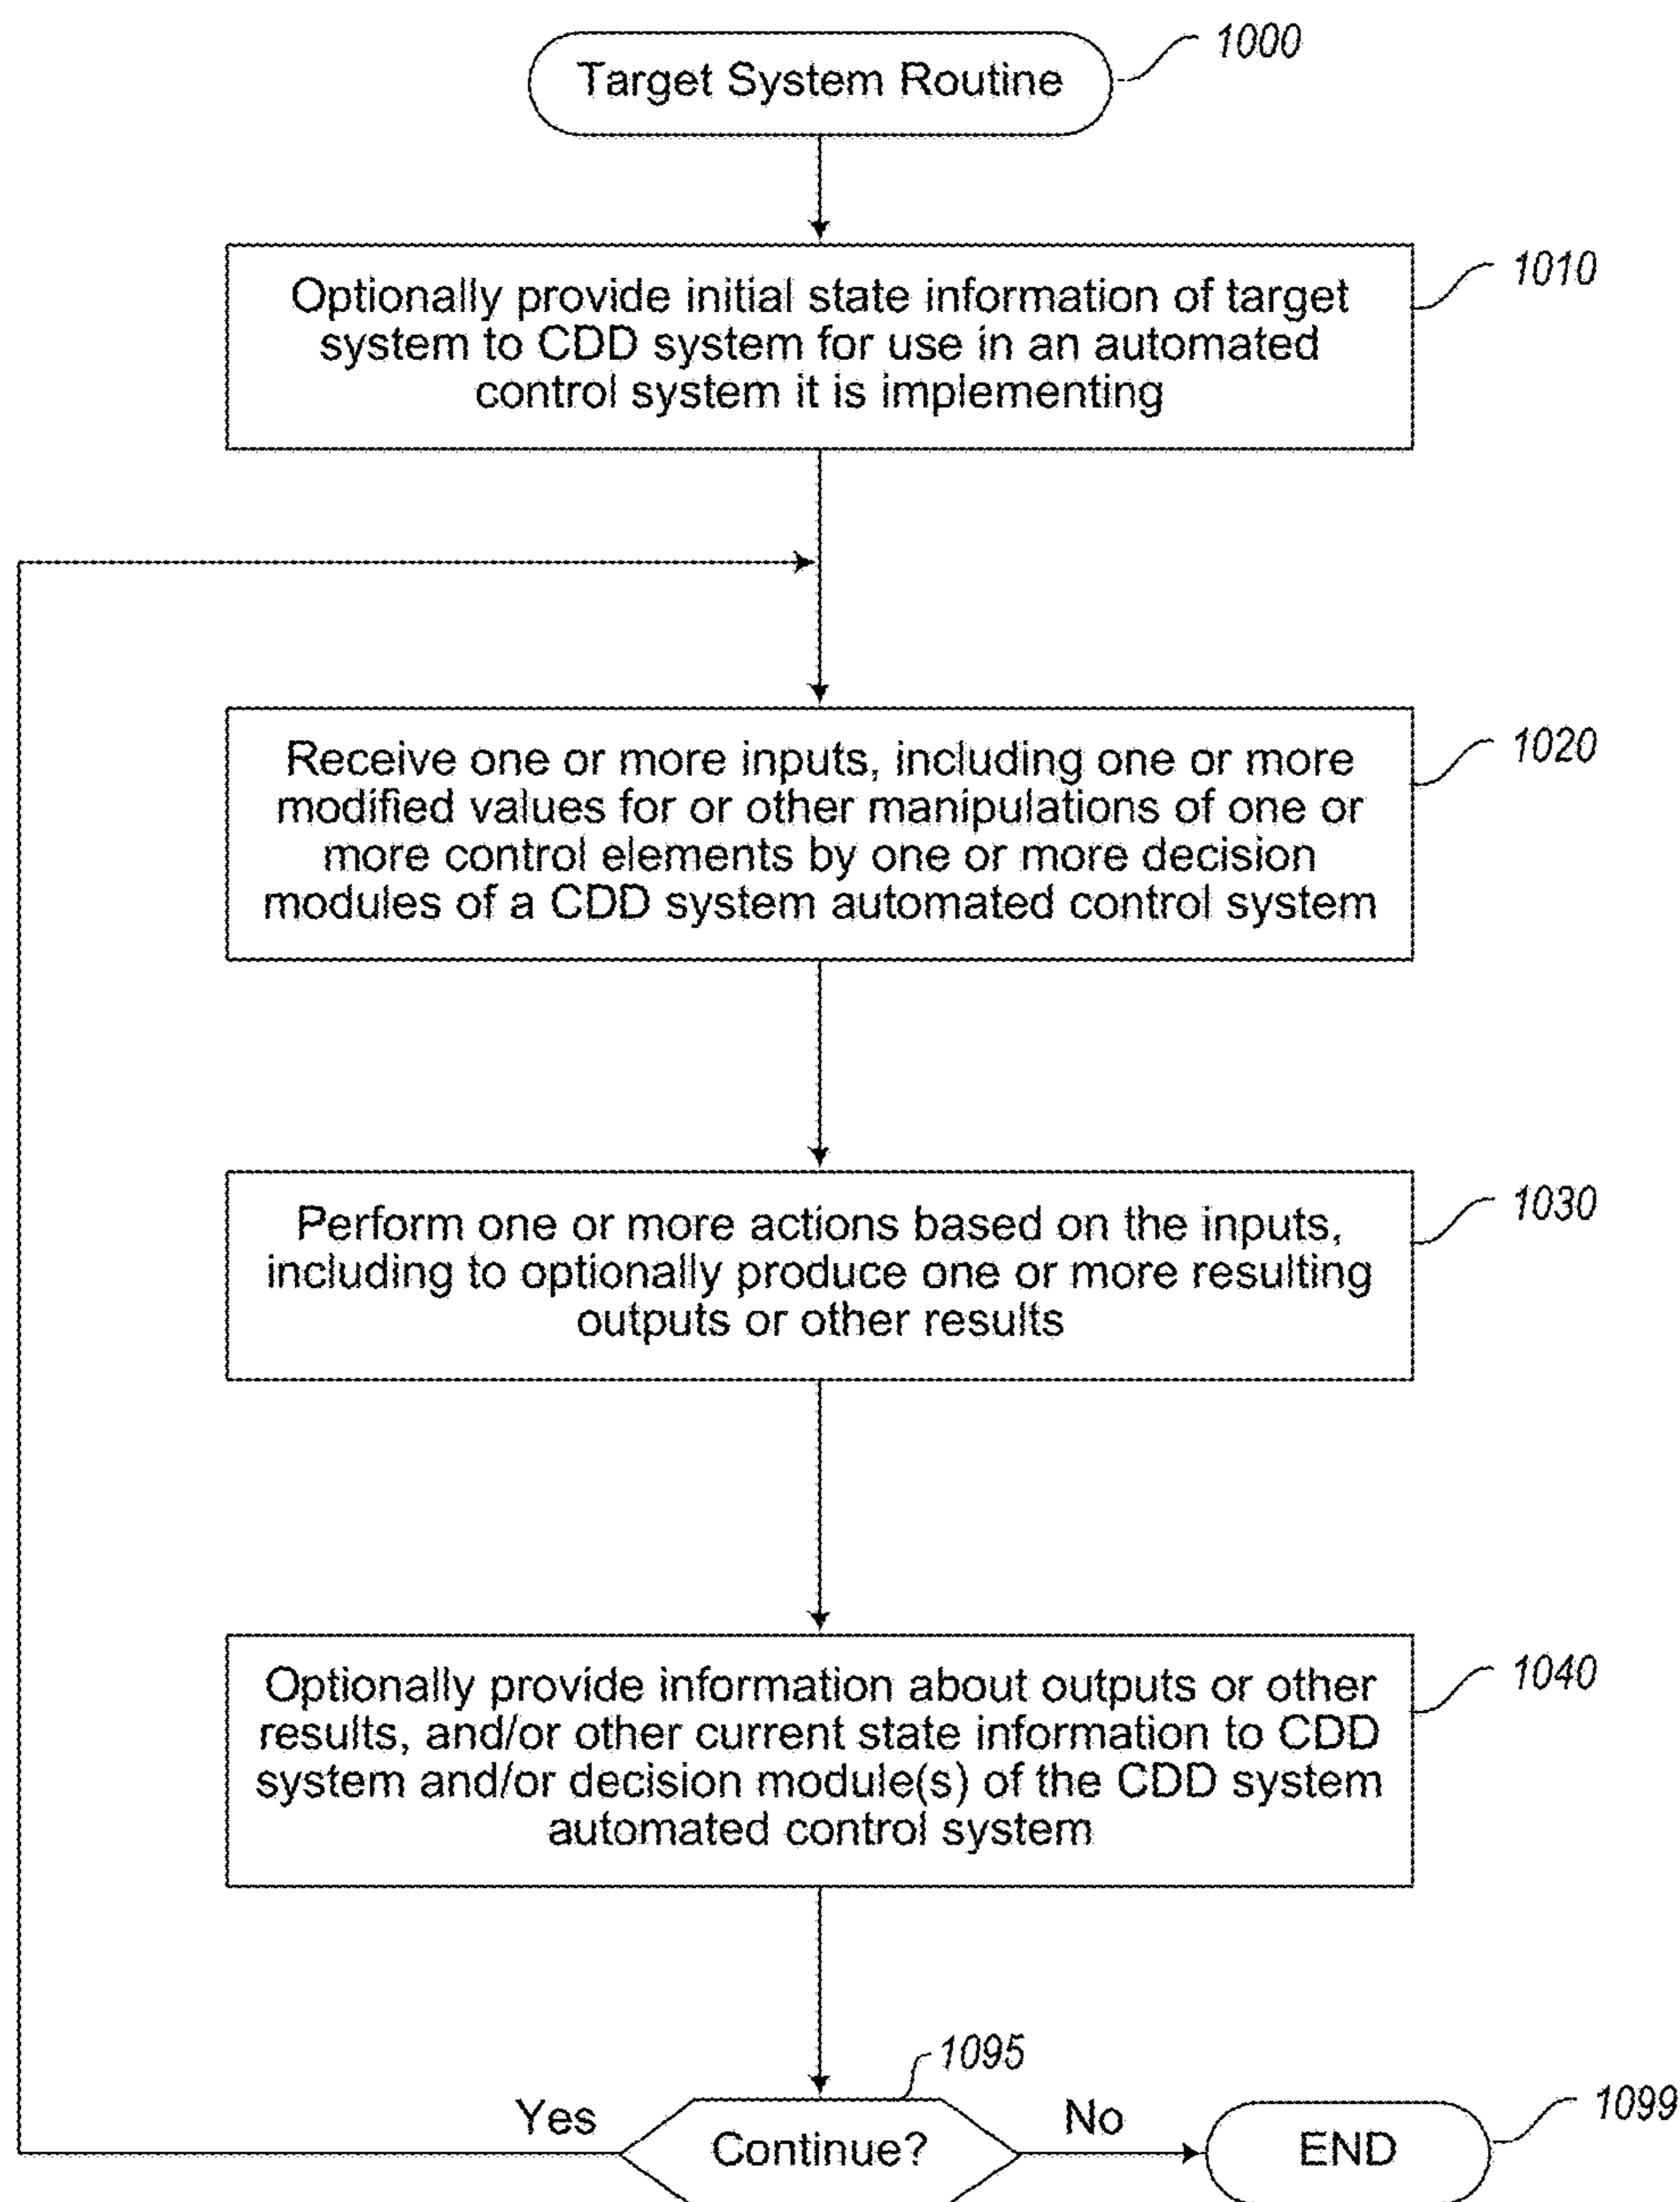 1000
Target System Routine
1010
Optionally provide initial state information of target
system to CDD system for use in an automated
control system it is implementing
1020
Receive one or more inputs, including one or more
modified values for or other manipulations of one or
more control elements by one or more decision
modules of a CDD system automated control system
1030
Perform one or more actions based on the inputs,
including to optionally produce one or more resulting
outputs or other results
1040
Optionally provide information about outputs or other
results, and/or other current state information to CDD
system and/or decision module(s) of the CDD system
automated control system
1095
Yes
Continue?
No
END
1099